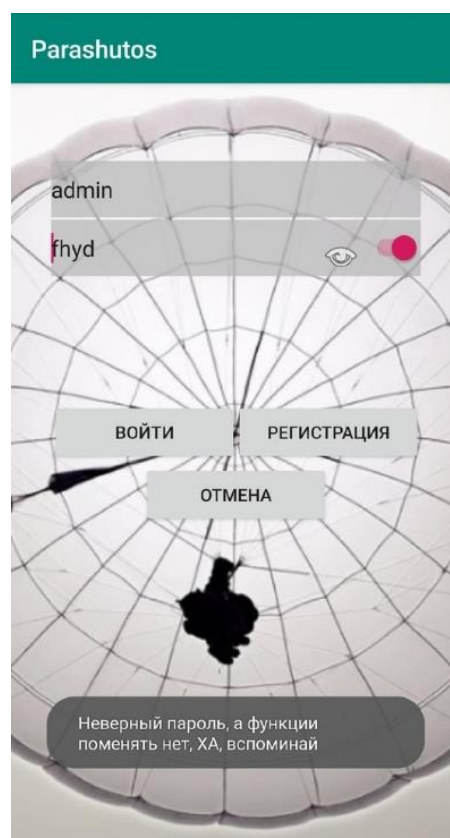 Parashutos
admin
fhyd
ВОЙТИ
РЕГИСТРАЦИЯ
ОТМЕНА
Неверный пароль, а функции
поменять нет, ХА, вспоминай